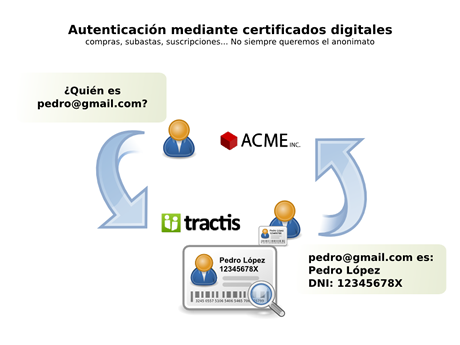 Autenticación mediante certificados digitales
compras, subastas, suscripciones... No siempre queremos el anonimato
¿Quién es
pedro@gmail.com?
ACME INC.
tractis
Pedro López
12345678X
pedro@gmail.com es:
Pedro López
DNI: 12345678X